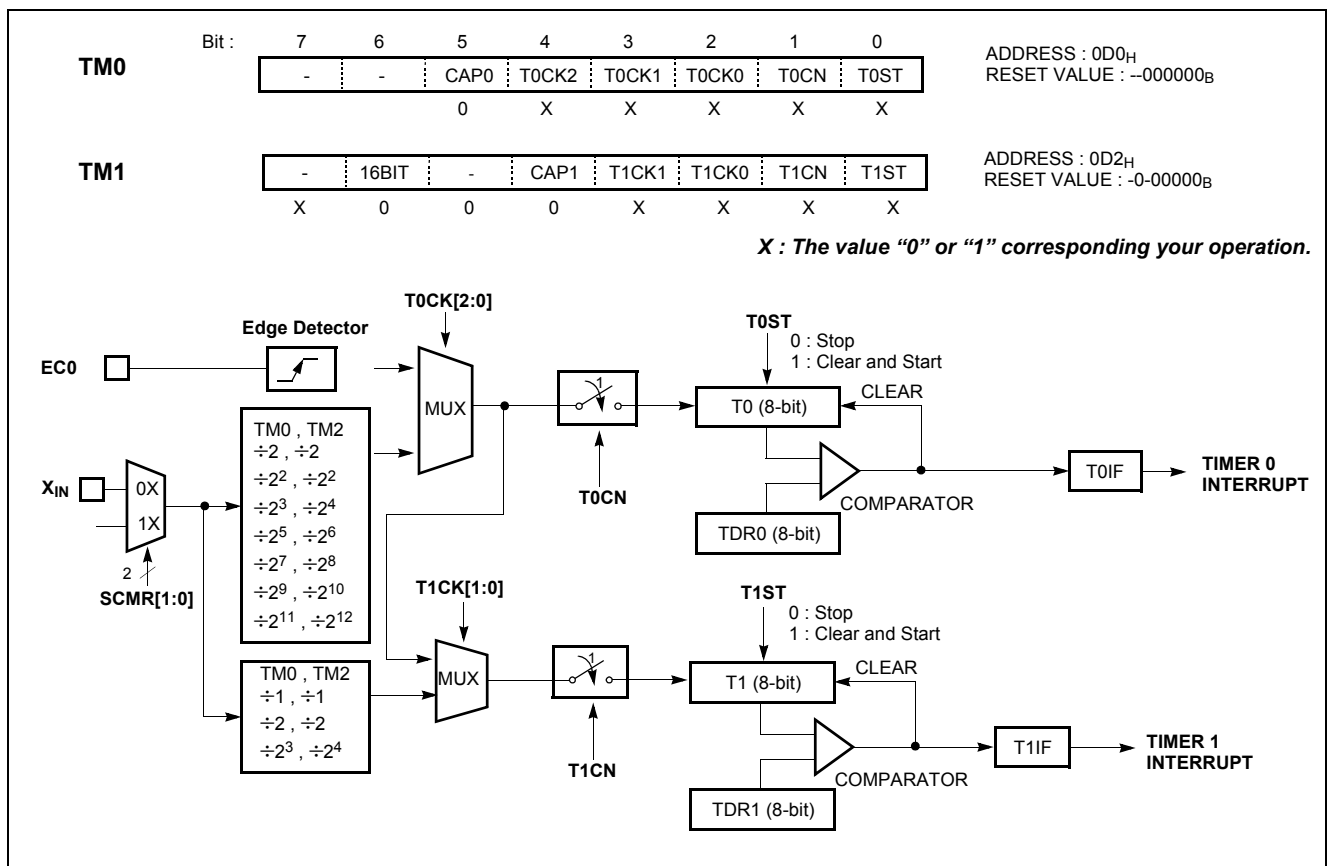 Bit : 7 6 5 4 3 2 1 0
TM0
- - CAP0 T0CK2 T0CK1 T0CK0 T0CN T0ST
ADDRESS : 0D0H
RESET VALUE : --000000B
0 X X X X X
TM1
- 16BIT - CAP1 T1CK1 T1CK0 T1CN T1ST
ADDRESS : 0D2H
RESET VALUE : -0-00000B
X 0 0 0 X X X X
X : The value “0” or “1” corresponding your operation.
T0CK[2:0]
Edge Detector
EC0
MUX
1
T0CN
T0ST
0 : Stop
1 : Clear and Start
T0 (8-bit)
CLEAR
COMPARATOR
TDR0 (8-bit)
T0IF
TIMER 0
INTERRUPT
XIN
0X
1X
2
SCMR[1:0]
TM0 , TM2
÷2 , ÷2
÷2² , ÷2²
÷2³ , ÷2⁴
÷2⁵ , ÷2⁶
÷2⁷ , ÷2⁸
÷2⁹ , ÷2¹⁰
÷2¹¹ , ÷2¹²
T1CK[1:0]
TM0 , TM2
÷1 , ÷1
÷2 , ÷2
÷2³ , ÷2⁴
MUX
1
T1CN
T1ST
0 : Stop
1 : Clear and Start
T1 (8-bit)
CLEAR
COMPARATOR
TDR1 (8-bit)
T1IF
TIMER 1
INTERRUPT